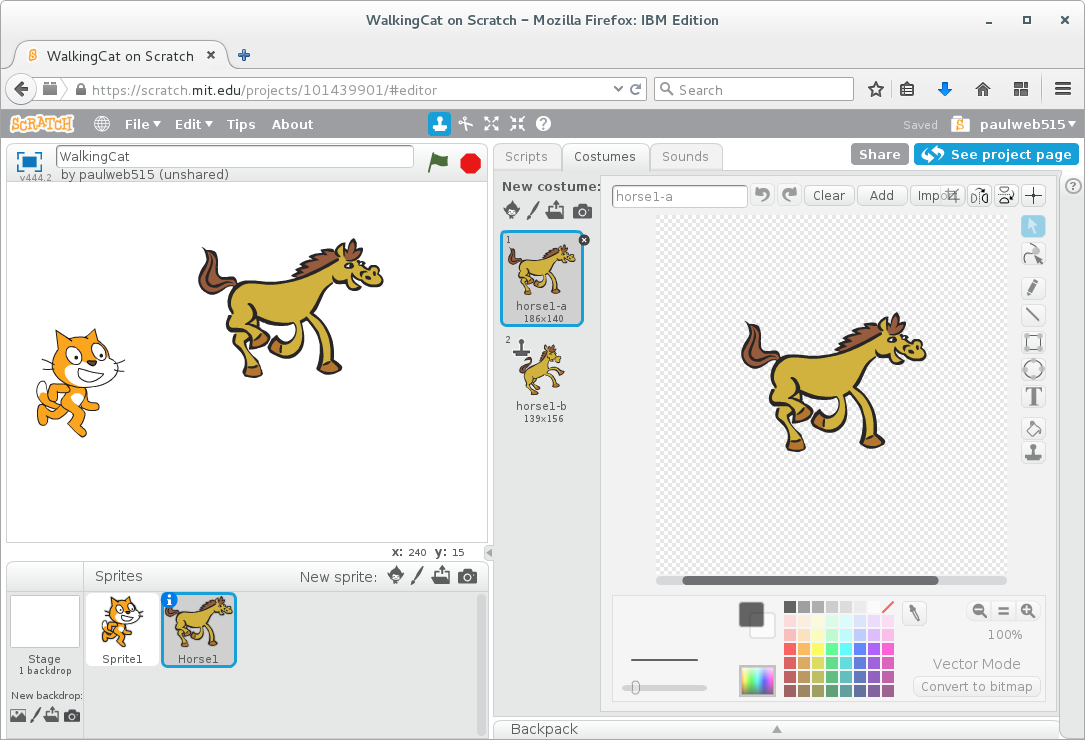 WalkingCat on Scratch – Mozilla Firefox: IBM Edition
WalkingCat on Scratch
https://scratch.mit.edu/projects/101439901/#editor
Search
SCRATCH
File
Edit
Tips
About
Saved
paulweb515
v444.2
WalkingCat
by paulweb515 (unshared)
Scripts
Costumes
Sounds
Share
See project page
New costume:
horse1-a
Clear
Add
Impo
1
horse1-a
186x140
2
horse1-b
139x156
T
x: 240 y: 15
Sprites
New sprite:
Stage
1 backdrop
New backdrop:
Sprite1
Horse1
100%
Vector Mode
Convert to bitmap
Backpack